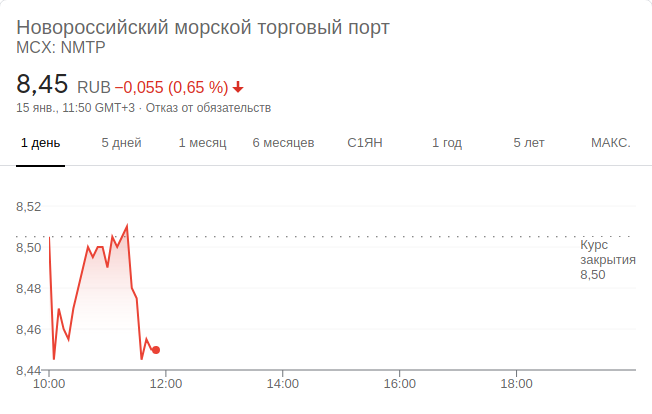 Новороссийский морской торговый порт
MCX: NMTP
8,45 RUB −0,055 (0,65 %)
15 янв., 11:50 GMT+3 · Отказ от обязательств
1 день 5 дней 1 месяц 6 месяцев С1ЯН 1 год 5 лет МАКС.
8,52
8,50
8,48
8,46
8,44
Курс
закрытия
8,50
10:00 12:00 14:00 16:00 18:00